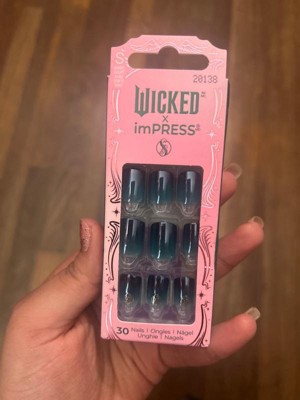 20138
WICKED
x
imPRESS
30 Nails | Ongles | Nägel
Unghie | Nagels